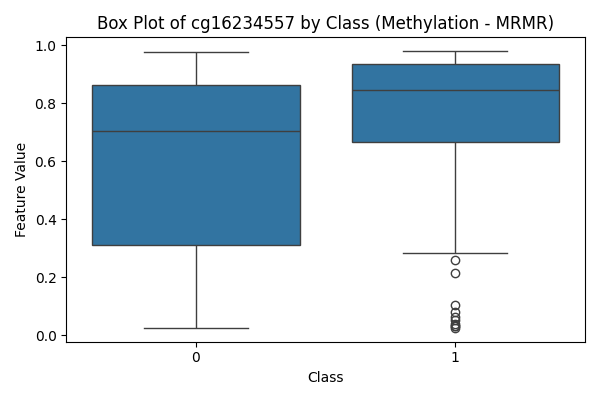 Box Plot of cg16234557 by Class (Methylation - MRMR)
1.0
0.8
0.6
0.4
0.2
0.0
Feature Value
0 1
Class